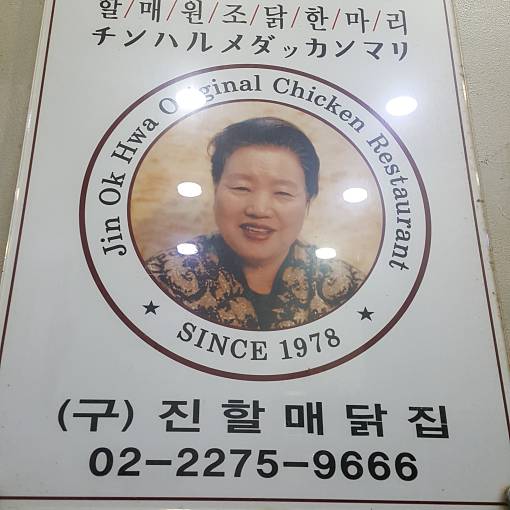 할/매/원/조/닭/한/마/리
チンハルメダッカンマリ
Jin Ok Hwa Original Chicken Restaurant
★ SINCE 1978 ★
(구) 진할매닭집
02-2275-9666